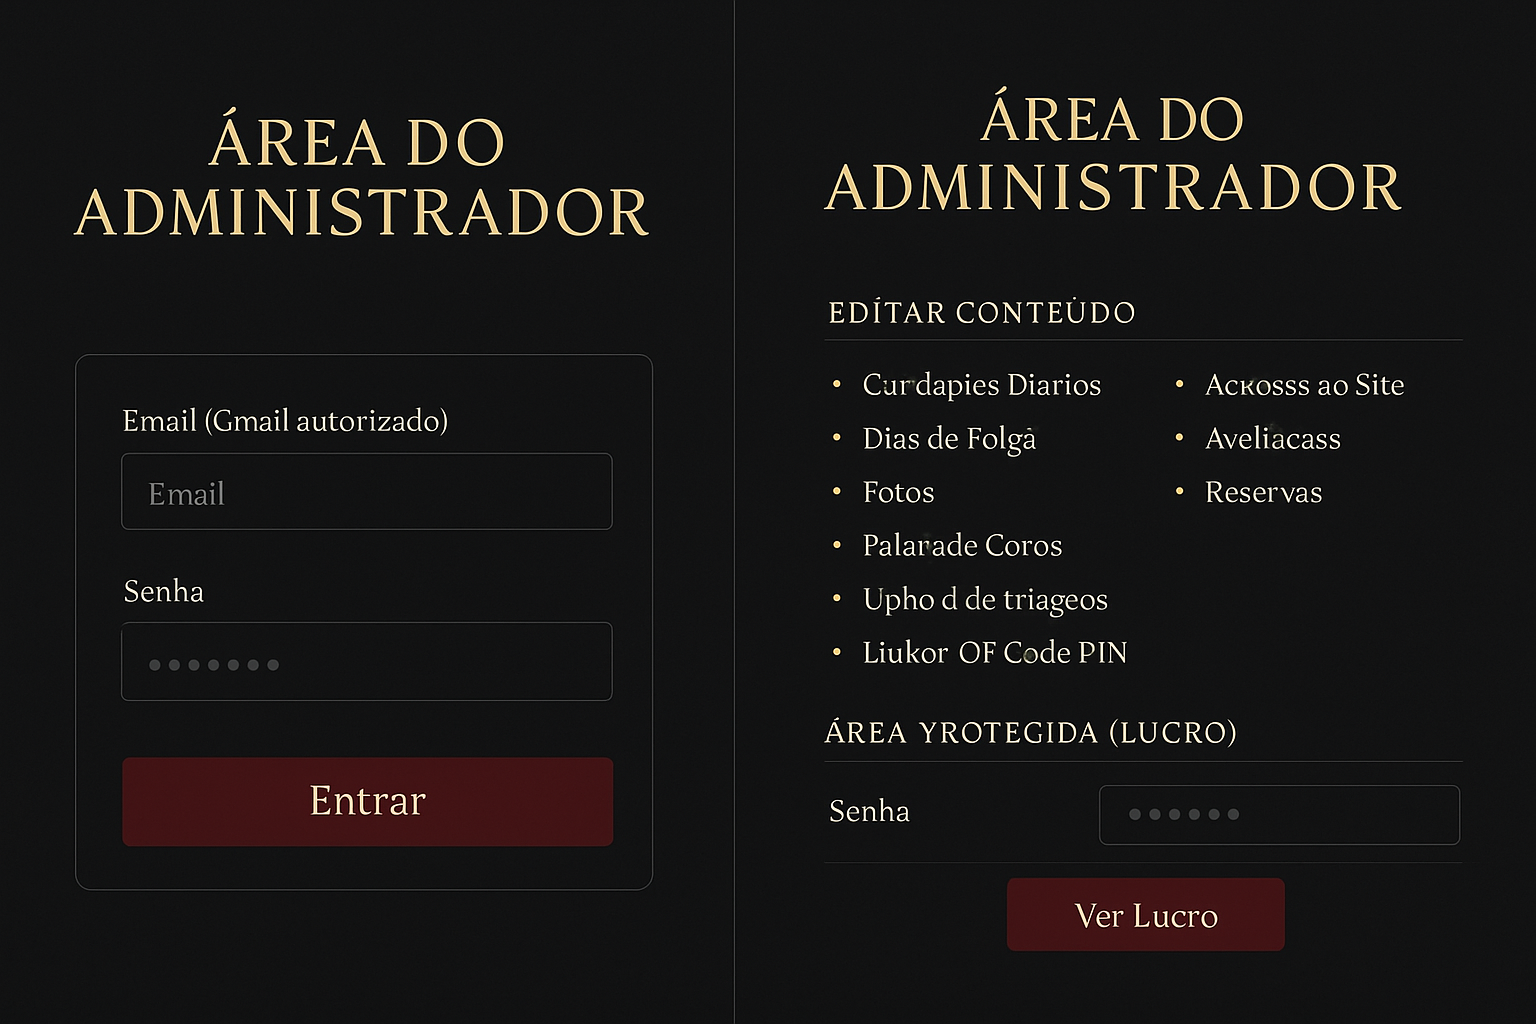 ÁREA DO
ADMINISTRADOR
Email (Gmail autorizado)
Email
Senha
Entrar
ÁREA DO
ADMINISTRADOR
EDÍTAR CONTEÚDO
Curdapies Diarios
Dias de Folga
Fotos
Palarade Coros
Upho d de triageos
Liukor OF Code PIN
Acrosss ao Site
Aveliacass
Reservas
ÁREA YROTEGIDA (LUCRO)
Senha
Ver Lucro